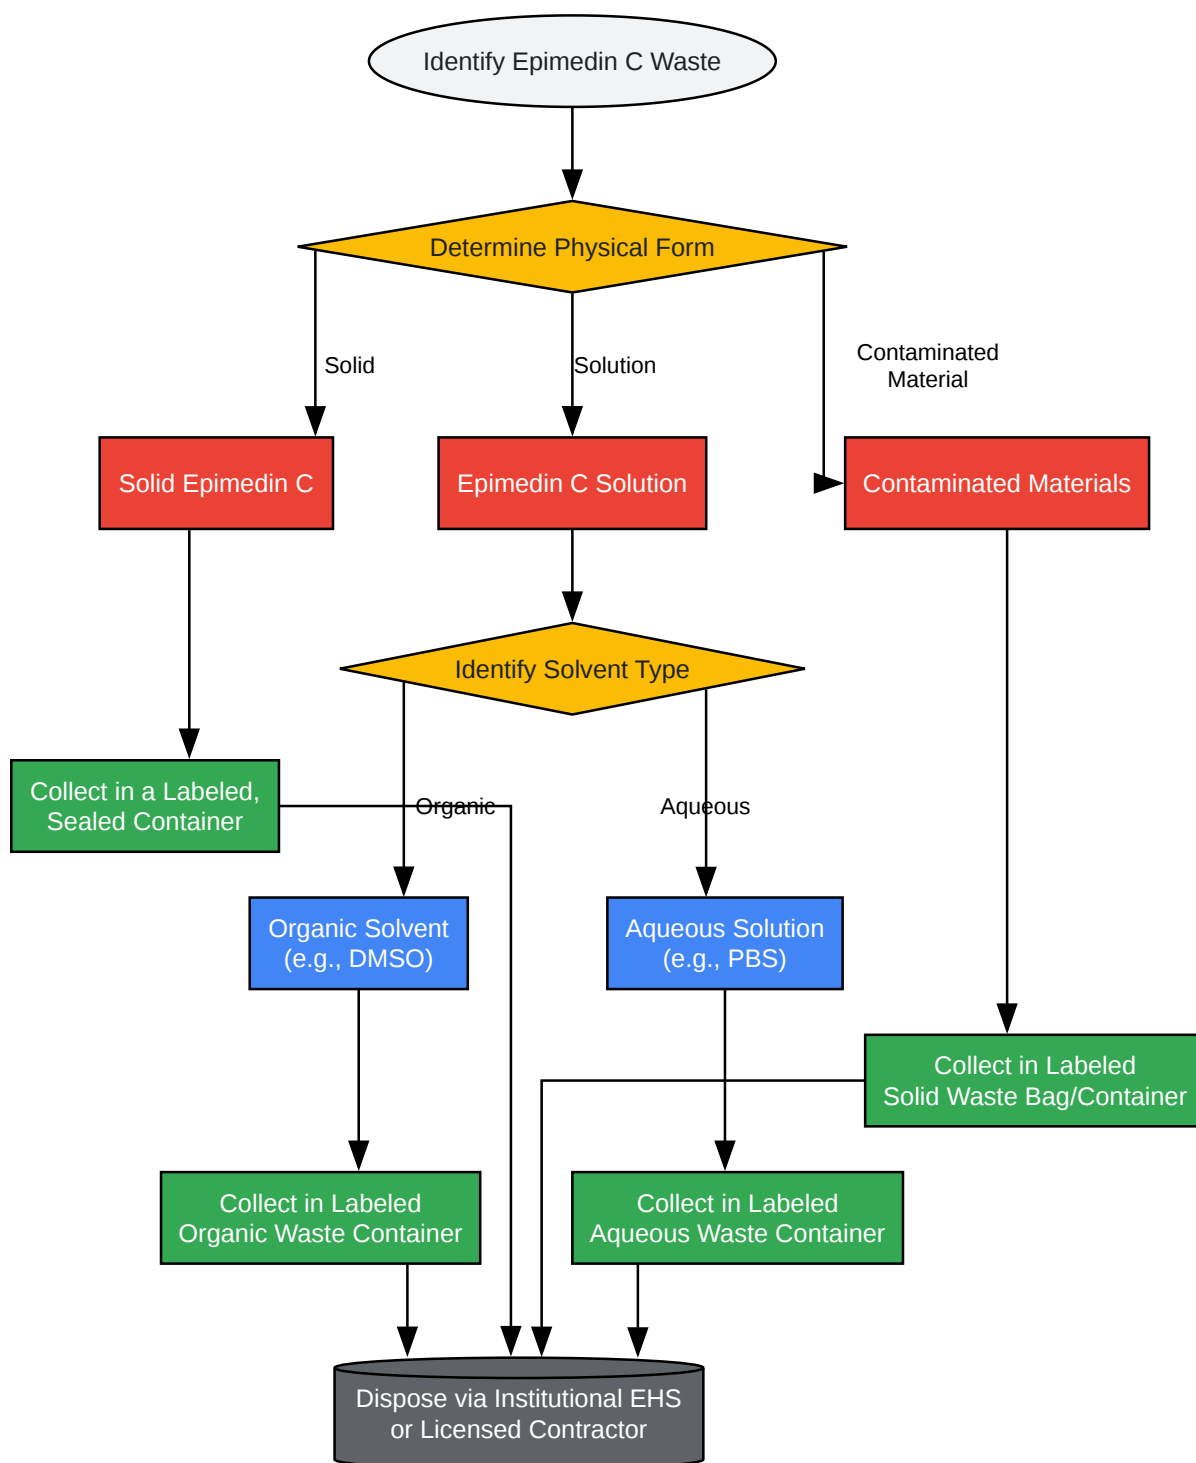 Identify Epimedin C Waste
Determine Physical Form
Solid
Solution
Contaminated
Material
Solid Epimedin C
Epimedin C Solution
Contaminated Materials
Identify Solvent Type
Collect in a Labeled,
Sealed Container
Organic
Aqueous
Organic Solvent
(e.g., DMSO)
Aqueous Solution
(e.g., PBS)
Collect in Labeled
Solid Waste Bag/Container
Collect in Labeled
Organic Waste Container
Collect in Labeled
Aqueous Waste Container
Dispose via Institutional EHS
or Licensed Contractor